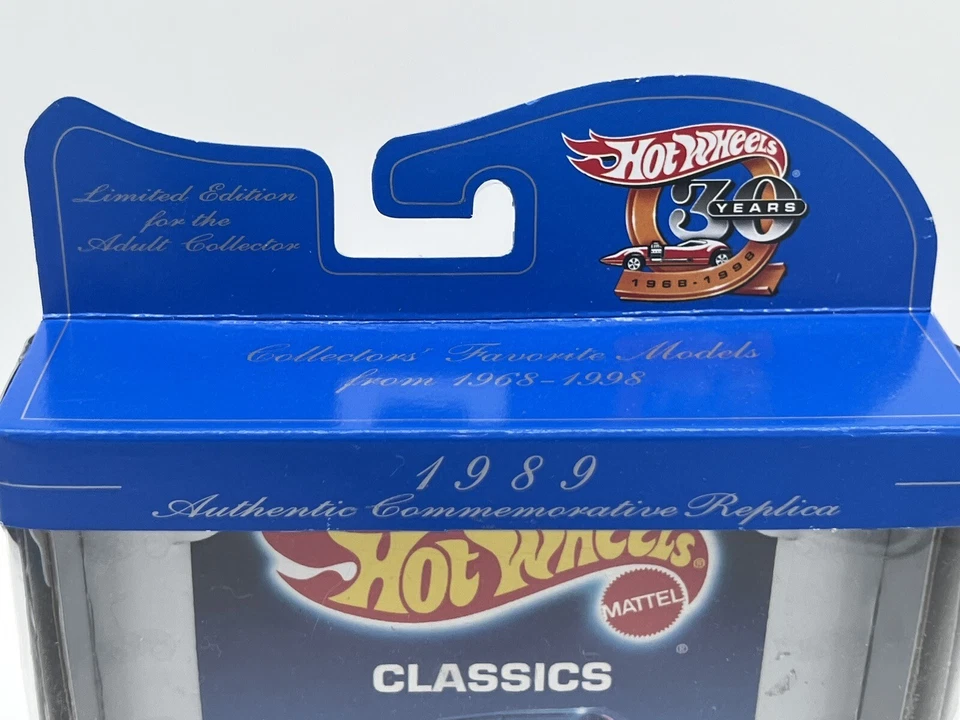 Limited Edition
for the
Adult Collector
HOT WHEELS®
30
YEARS
1968-1998
Collectors' Favorite Models
from 1968-1998
1989
Authentic Commemorative Replica
HOT WHEELS®
MATTEL
®
CLASSICS